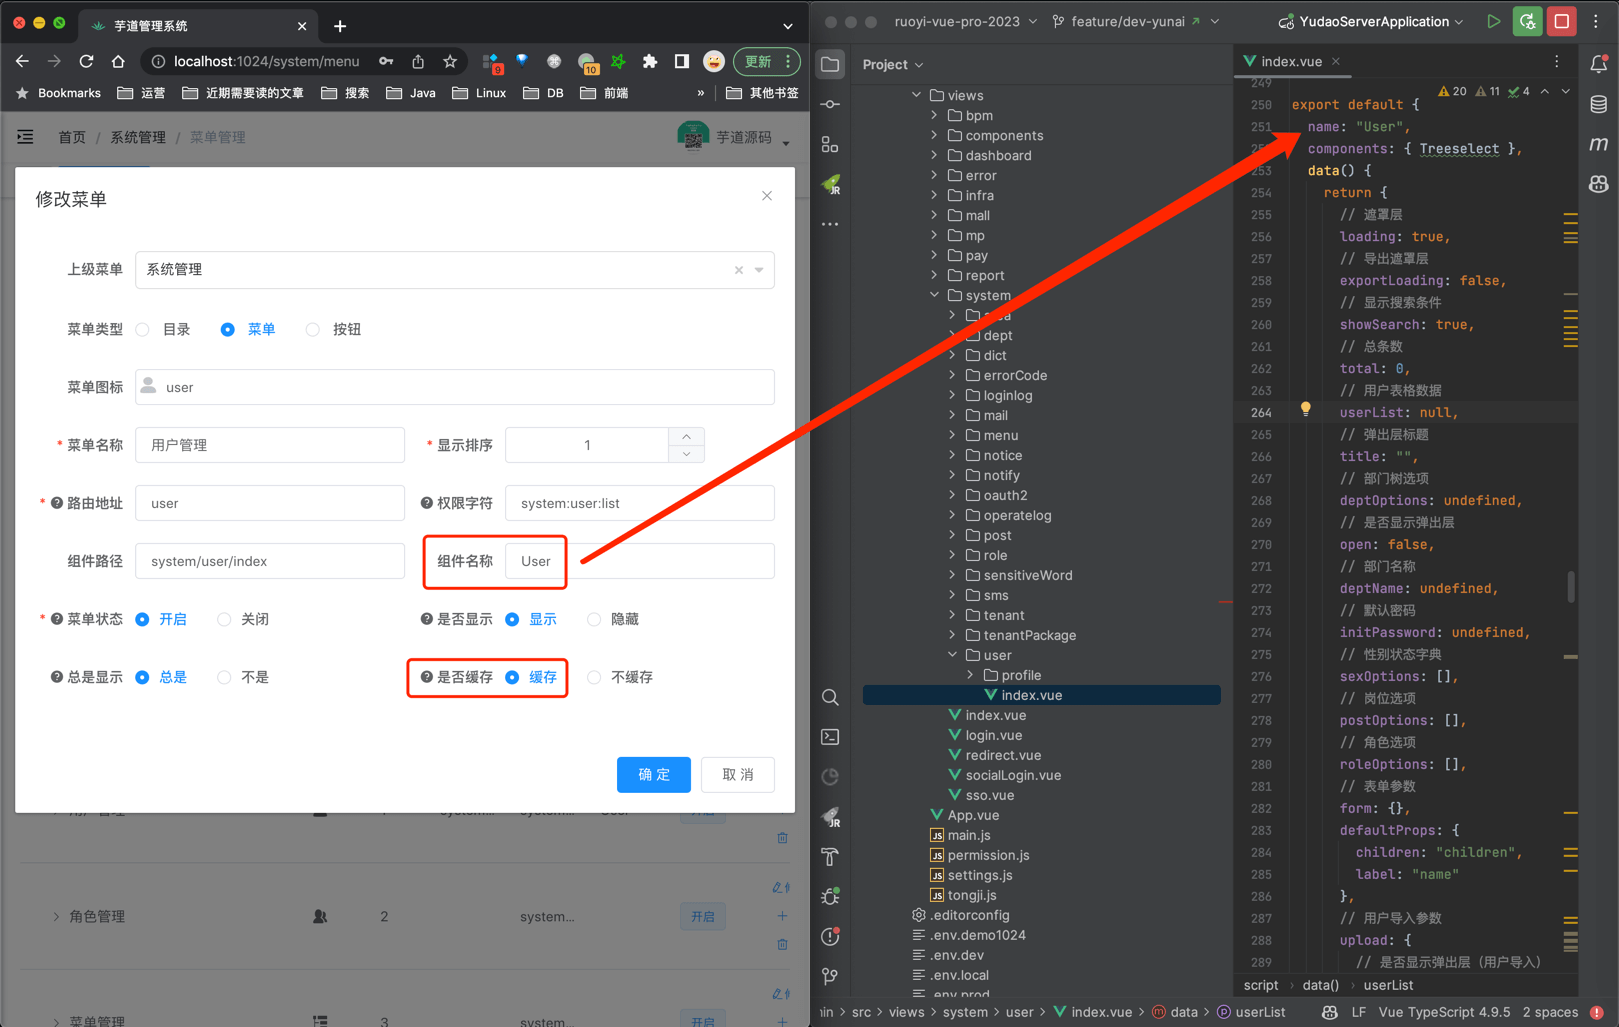 芋道管理系统
localhost:1024/system/menu
9
10
更新
Bookmarks
运营
近期需要读的文章
搜索
Java
Linux
DB
前端
»
其他书签
首页 / 系统管理 / 菜单管理
芋道源码
修改菜单
上级菜单
系统管理
菜单类型
目录
菜单
按钮
菜单图标
user
* 菜单名称
用户管理
* 显示排序
1
* 路由地址
user
权限字符
system:user:list
组件路径
system/user/index
组件名称
User
* 菜单状态
开启
关闭
是否显示
显示
隐藏
总是显示
总是
不是
是否缓存
缓存
不缓存
确 定
取 消
角色管理
2
system...
开启
菜单管理
3
system...
开启
ruoyi-vue-pro-2023
feature/dev-yunai
YudaoServerApplication
Project
views
bpm
components
dashboard
error
infra
mall
mp
pay
report
system
dept
dict
errorCode
loginlog
mail
menu
notice
notify
oauth2
operatelog
post
role
sensitiveWord
sms
tenant
tenantPackage
user
profile
index.vue
index.vue
login.vue
redirect.vue
socialLogin.vue
sso.vue
App.vue
JS main.js
JS permission.js
JS settings.js
JS tongji.js
.editorconfig
.env.demo1024
.env.dev
.env.local
.env.prod
index.vue
20 11 4
249
250 export default {
251 name: "User",
components: { Treeselect },
253 data() {
254 return {
255 // 遮罩层
256 loading: true,
257 // 导出遮罩层
258 exportLoading: false,
259 // 显示搜索条件
260 showSearch: true,
261 // 总条数
262 total: 0,
263 // 用户表格数据
264 userList: null,
265 // 弹出层标题
266 title: "",
267 // 部门树选项
268 deptOptions: undefined,
269 // 是否显示弹出层
270 open: false,
271 // 部门名称
272 deptName: undefined,
273 // 默认密码
274 initPassword: undefined,
275 // 性别状态字典
276 sexOptions: [],
277 // 岗位选项
278 postOptions: [],
279 // 角色选项
280 roleOptions: [],
281 // 表单参数
282 form: {},
283 defaultProps: {
284 children: "children",
285 label: "name"
286 },
287 // 用户导入参数
288 upload: {
289 // 是否显示弹出层（用户导入）
script › data() › userList
src › views › system › user › index.vue › data › userList
LF
Vue TypeScript 4.9.5
2 spaces